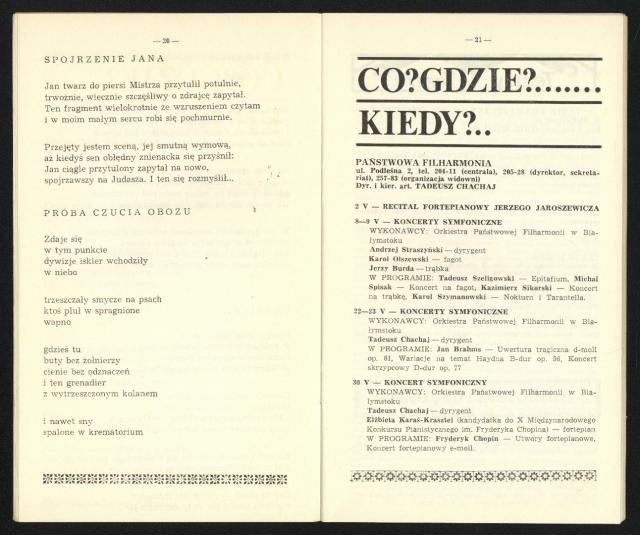 — 20 —
SPOJRZENIE JANA
Jan twarz do piersi Mistrza przytulił potulnie,
trwożnie, wiecznie szczęśliwy o zdrajcę zapytał.
Ten fragment wielokrotnie ze wzruszeniem czytam
i w moim małym sercu robi się pochmurnie.
Przejęty jestem sceną, jej smutną wymową,
aż kiedyś sen obłędny znienacka się przyśnił:
Jan ciągle przytulony zapytał na nowo,
spojrzawszy na Judasza. I ten się rozmyślił...
PRÓBA CZUCIA OBOZU
Zdaje się
w tym punkcie
dywizje iskier wchodziły
w niebo
trzeszczały smycze na psach
ktoś pluł w spragnione
wapno
gdzieś tu
buty bez żołnierzy
cienie bez odznaczeń
i ten grenadier
z wytrzeszczonym kolanem
i nawet sny
spalone w krematorium
— 21 —
CO?GDZIE?.......
KIEDY?..
PAŃSTWOWA FILHARMONIA
ul. Podleśna 2, tel. 204-11 (centrala), 205-28 (dyrektor, sekreta-
riat), 257-83 (organizacja widowni)
Dyr. i kier. art. TADEUSZ CHACHAJ
2 V — RECITAL FORTEPIANOWY JERZEGO JAROSZEWICZA
8—9 V — KONCERTY SYMFONICZNE
WYKONAWCY: Orkiestra Państwowej Filharmonii w Bia-
łymstoku
Andrzej Straszyński — dyrygent
Karol Olszewski — fagot
Jerzy Burda — trąbka
W PROGRAMIE: Tadeusz Szeligowski — Epitafium, Michał
Spisak — Koncert na fagot, Kazimierz Sikorski — Koncert
na trąbkę, Karol Szymanowski — Nokturn i Tarantella.
22—23 V — KONCERTY SYMFONICZNE
WYKONAWCY: Orkiestra Państwowej Filharmonii w Bia-
łymstoku
Tadeusz Chachaj — dyrygent
W PROGRAMIE: Jan Brahms — Uwertura tragiczna d-moll
op. 81, Wariacje na temat Haydna B-dur op. 56, Koncert
skrzypcowy D-dur op. 77
30 V — KONCERT SYMFONICZNY
WYKONAWCY: Orkiestra Państwowej Filharmonii w Bia-
łymstoku
Tadeusz Chachaj — dyrygent
Elżbieta Karaś-Krasztel (kandydatka do X Międzynarodowego
Konkursu Pianistycznego im. Fryderyka Chopina) — fortepian
W PROGRAMIE: Fryderyk Chopin — Utwory fortepianowe,
Koncert fortepianowy e-moll.